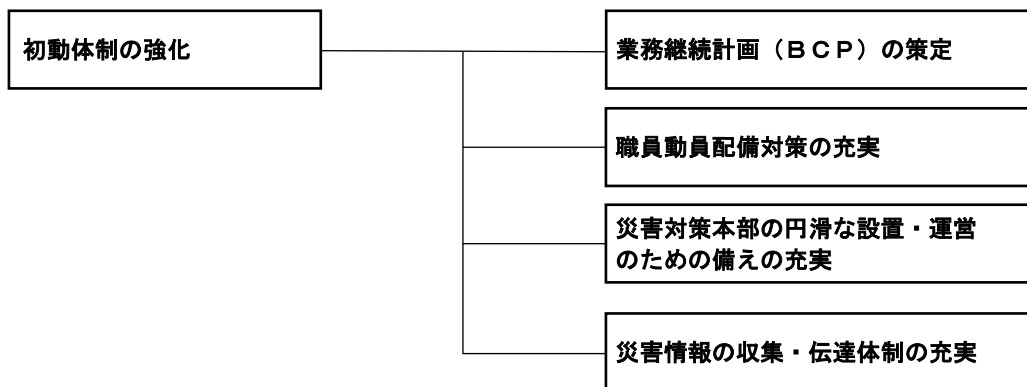 初動体制の強化
業務継続計画（ＢＣＰ）の策定
職員動員配備対策の充実
災害対策本部の円滑な設置・運営
のための備えの充実
災害情報の収集・伝達体制の充実